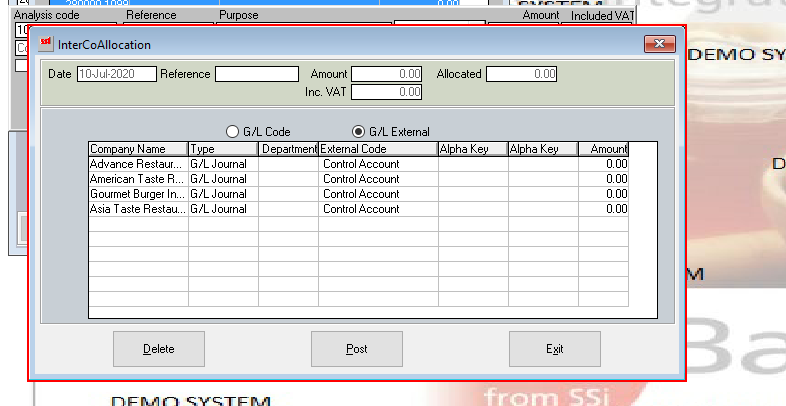 280000.1099 0.00
Analysis code Reference Purpose Amount Included VAT
InterCoAllocation
DEMO SY
Date 10-Jul-2020 Reference Amount 0.00 Allocated 0.00
Inc. VAT 0.00
G/L Code G/L External
Company Name Type Department External Code Alpha Key Alpha Key Amount
Advance Restaur... G/L Journal Control Account 0.00
American Taste R... G/L Journal Control Account 0.00
Gourmet Burger In... G/L Journal Control Account 0.00
Asia Taste Restau... G/L Journal Control Account 0.00
Delete Post Exit
Ba
DEMO SYSTEM
from SSi